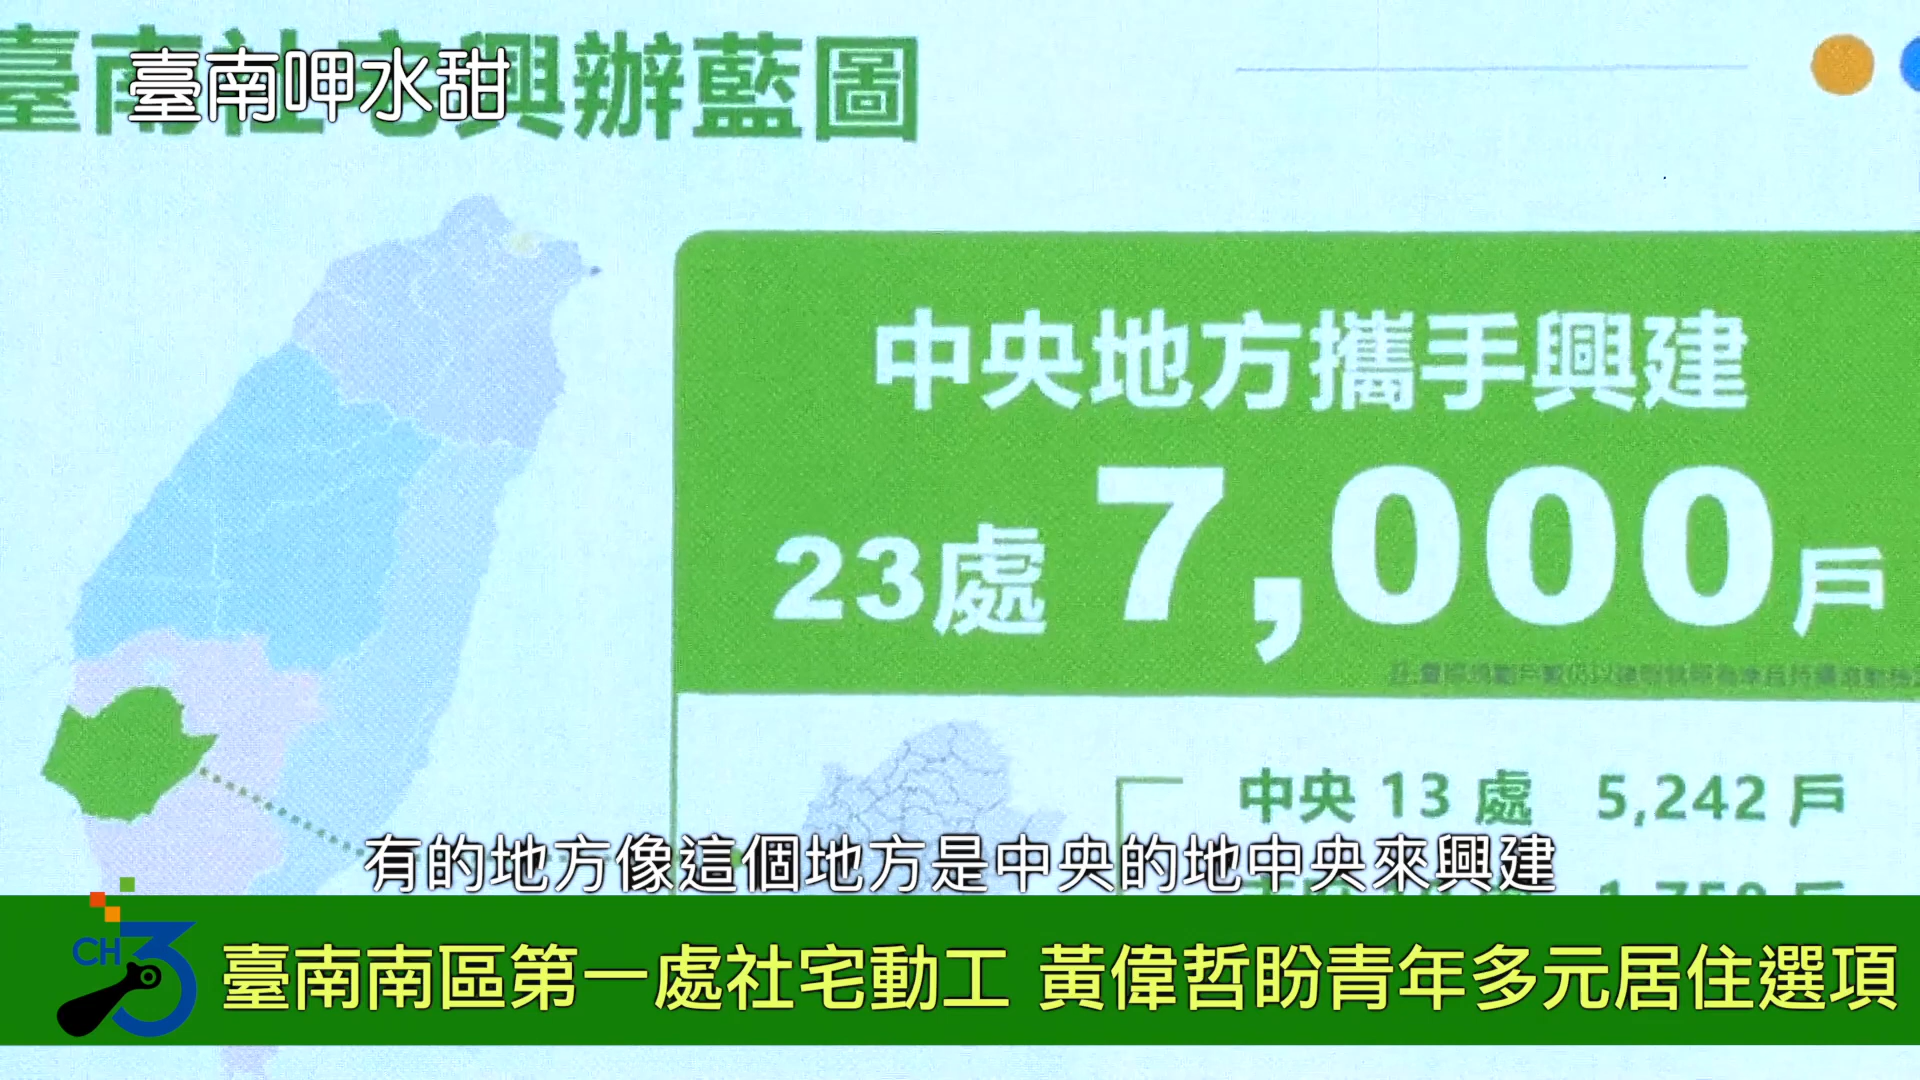 臺南社宅興辦藍圖
臺南呷水甜
中央地方攜手興建
23處 7,000戶
中央 13 處 5,242 戶
有的地方像這個地方是中央的地中央來興建
CH3
臺南南區第一處社宅動工 黃偉哲盼青年多元居住選項